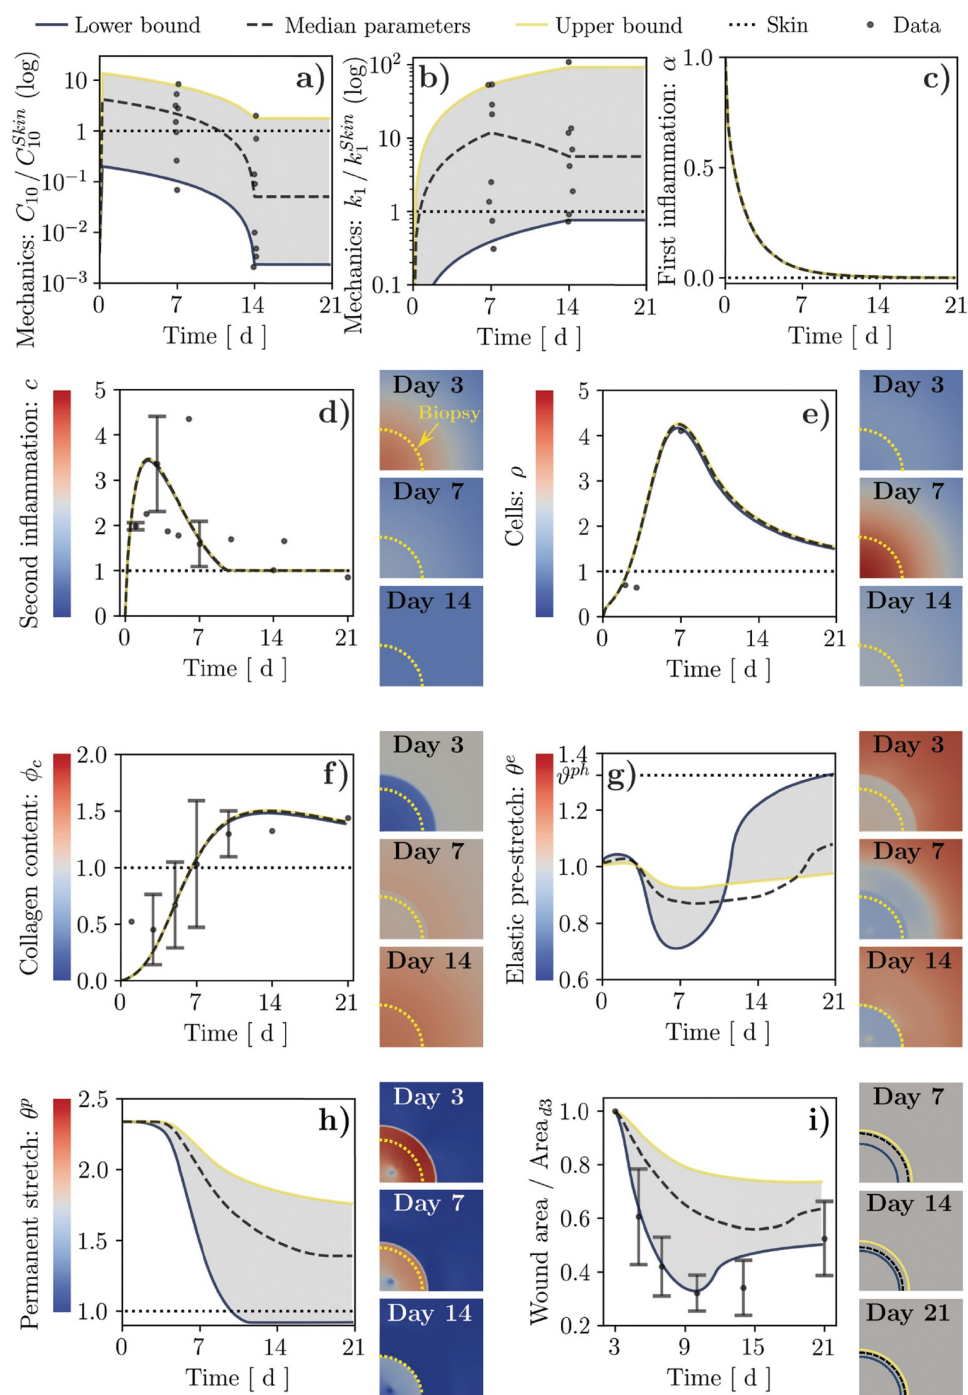 Lower bound Median parameters Upper bound Skin Data
a)
Mechanics: C₁₀ / C₁₀^Skin (log)
10
1
10⁻¹
10⁻²
10⁻³
0 7 14 21
Time [ d ]
b)
Mechanics: k₁ / k₁^Skin (log)
10²
10
1
0.1
0 7 14 21
Time [ d ]
c)
First inflammation: α
1.0
0.5
0.0
0 7 14 21
Time [ d ]
d)
Second inflammation: c
5
4
3
2
1
0
0 7 14 21
Time [ d ]
Day 3
Biopsy
Day 7
Day 14
e)
Cells: ρ
5
4
3
2
1
0
0 7 14 21
Time [ d ]
Day 3
Day 7
Day 14
f)
Collagen content: ϕ_c
2.0
1.5
1.0
0.5
0.0
0 7 14 21
Time [ d ]
Day 3
Day 7
Day 14
g)
Elastic pre-stretch: θ^e
1.4
ϑ^ph
1.2
1.0
0.8
0.6
0 7 14 21
Time [ d ]
Day 3
Day 7
Day 14
h)
Permanent stretch: θ^p
2.5
2.0
1.5
1.0
0 7 14 21
Time [ d ]
Day 3
Day 7
Day 14
i)
Wound area / Area_d3
1.0
0.8
0.6
0.4
0.2
3 9 15 21
Time [ d ]
Day 7
Day 14
Day 21